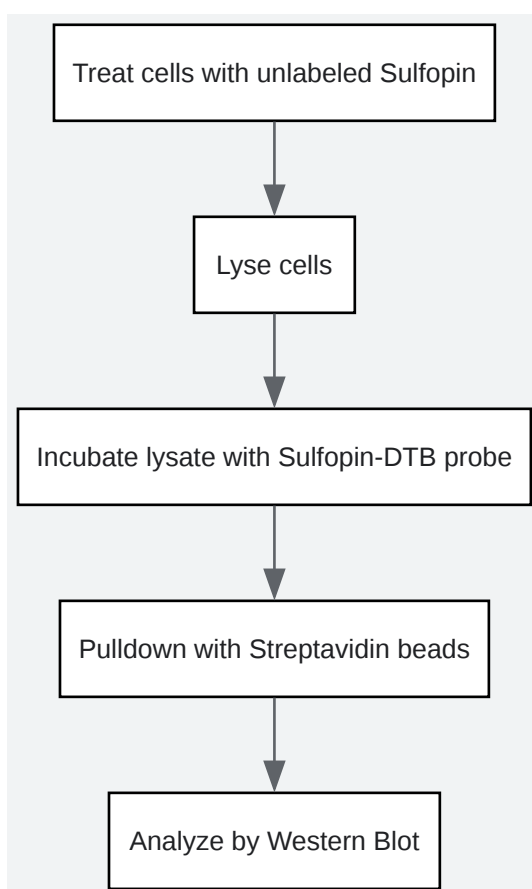 Treat cells with unlabeled Sulfopin
Lyse cells
Incubate lysate with Sulfopin-DTB probe
Pulldown with Streptavidin beads
Analyze by Western Blot